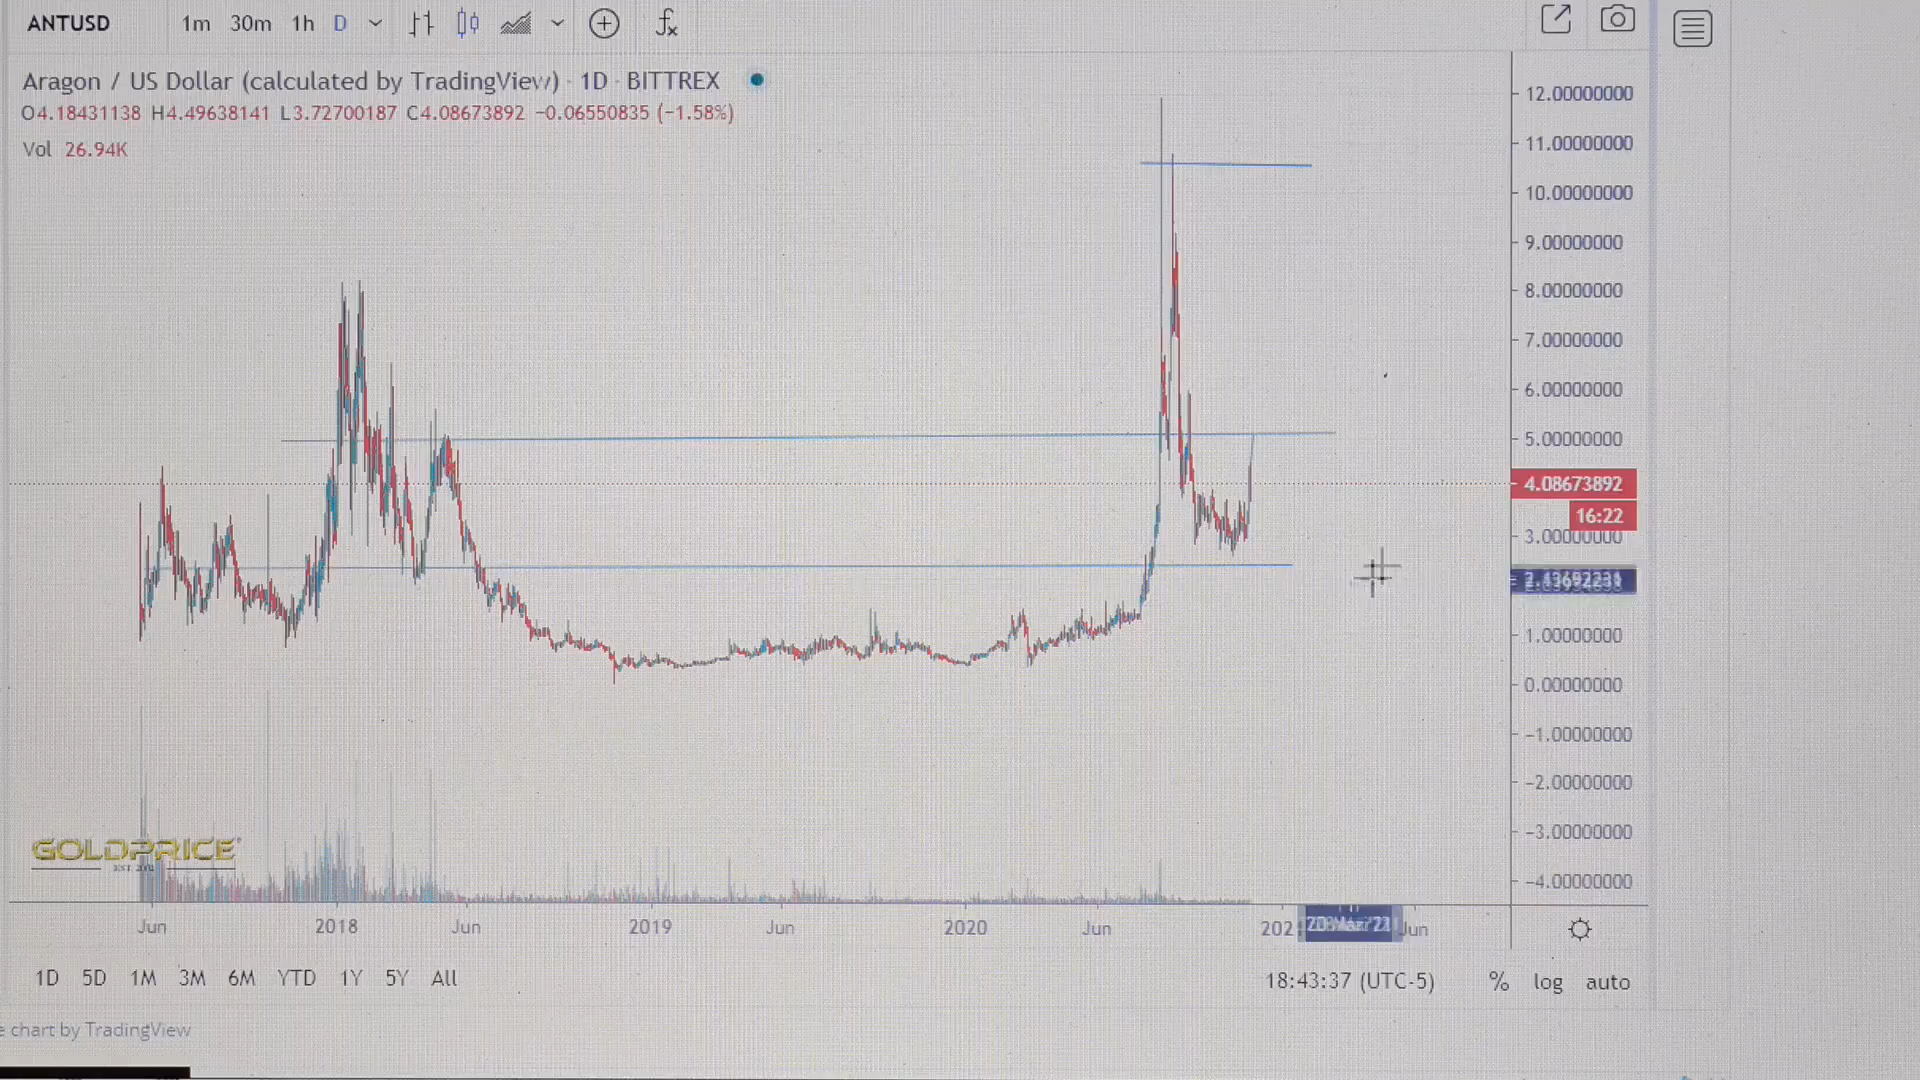 ANTUSD 1m 30m 1h D
Aragon / US Dollar (calculated by TradingView) · 1D · BITTREX
O4.18431138 H4.49638141 L3.72700187 C4.08673892 −0.06550835 (−1.58%)
Vol 26.94K
12.00000000
11.00000000
10.00000000
9.00000000
8.00000000
7.00000000
6.00000000
5.00000000
4.08673892
16:22
3.00000000
1.00000000
0.00000000
−1.00000000
−2.00000000
−3.00000000
−4.00000000
GOLDPRICE
Jun 2018 Jun 2019 Jun 2020 Jun Jun
1D 5D 1M 3M 6M YTD 1Y 5Y All 18:43:37 (UTC-5) % log auto
chart by TradingView